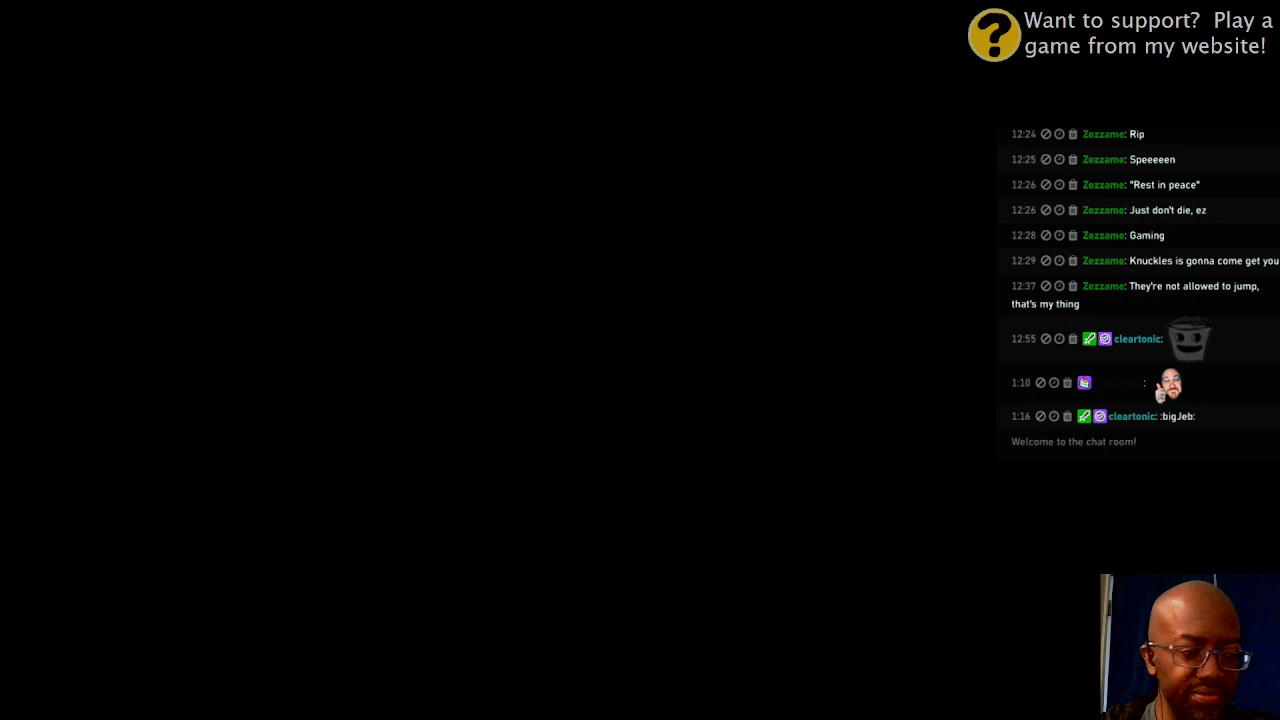 Want to support? Play a
game from my website!
12:24 Zezzame: Rip
12:25 Zezzame: Speeeeen
12:26 Zezzame: "Rest in peace"
12:26 Zezzame: Just don't die, ez
12:28 Zezzame: Gaming
12:29 Zezzame: Knuckles is gonna come get you
12:37 Zezzame: They're not allowed to jump,
that's my thing
12:55 cleartonic:
1:10 :
1:16 cleartonic: :bigJeb:
Welcome to the chat room!